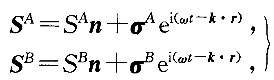 S^A = S^A n + σ^A e^{i(ωt−k·r)},
S^B = S^B n + σ^B e^{i(ωt−k·r)},}